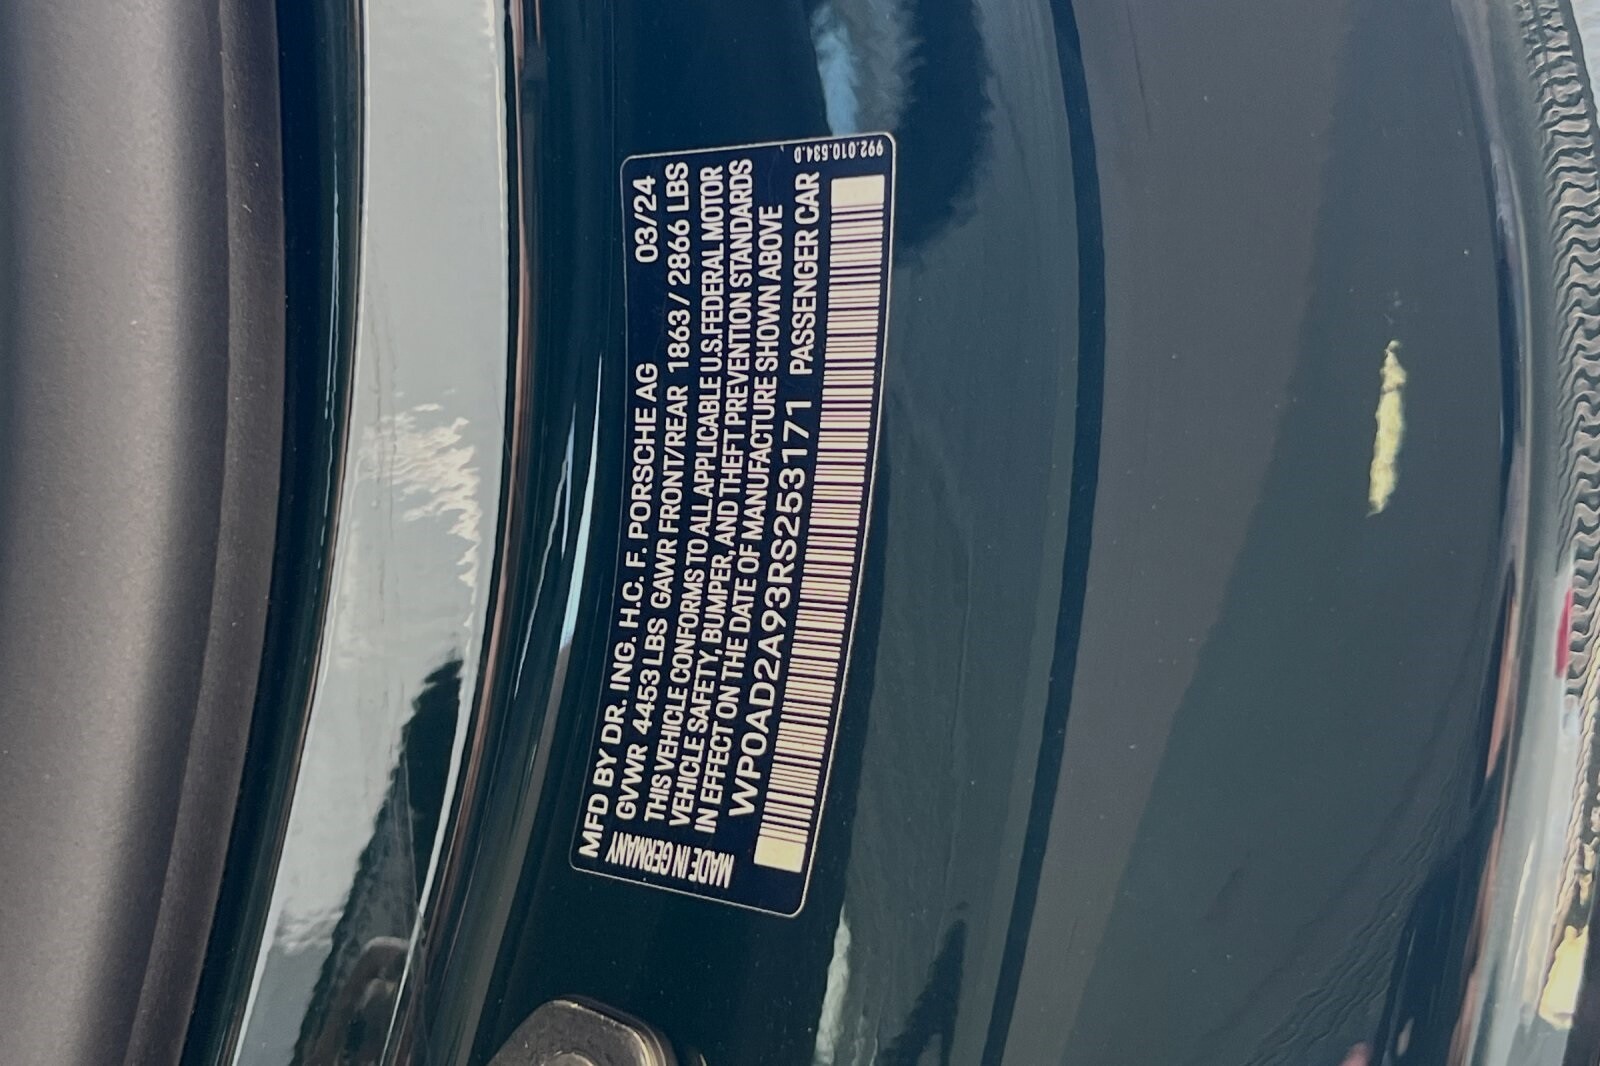 MFD BY DR. ING. H.C. F. PORSCHE AG 03/24
GVWR 4453 LBS GAWR FRONT/REAR 1863 / 2866 LBS
THIS VEHICLE CONFORMS TO ALL APPLICABLE U.S. FEDERAL MOTOR
VEHICLE SAFETY, BUMPER, AND THEFT PREVENTION STANDARDS
IN EFFECT ON THE DATE OF MANUFACTURE SHOWN ABOVE
WP0AD2A93RS253171 PASSENGER CAR
MADE IN GERMANY
992.010.534.0